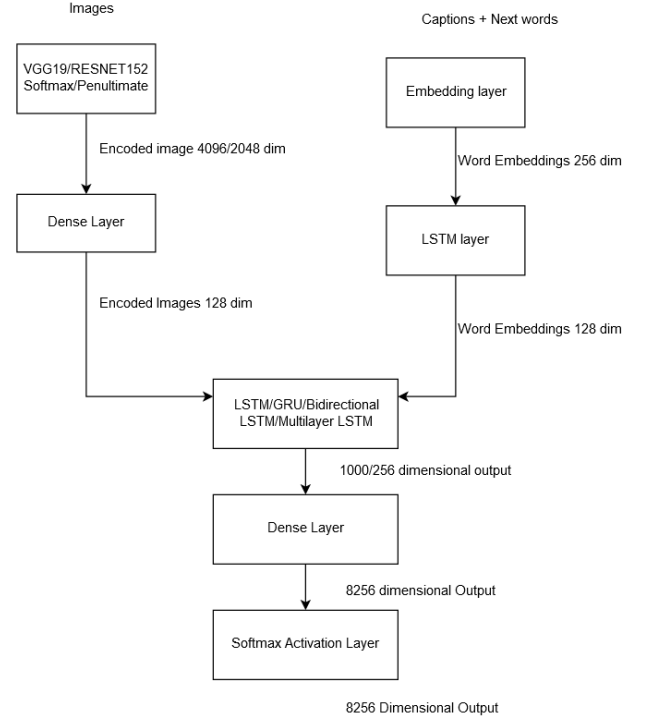 Images
Captions + Next words
VGG19/RESNET152
Softmax/Penultimate
Embedding layer
Encoded image 4096/2048 dim
Word Embeddings 256 dim
Dense Layer
LSTM layer
Encoded Images 128 dim
Word Embeddings 128 dim
LSTM/GRU/Bidirectional
LSTM/Multilayer LSTM
1000/256 dimensional output
Dense Layer
8256 dimensional Output
Softmax Activation Layer
8256 Dimensional Output